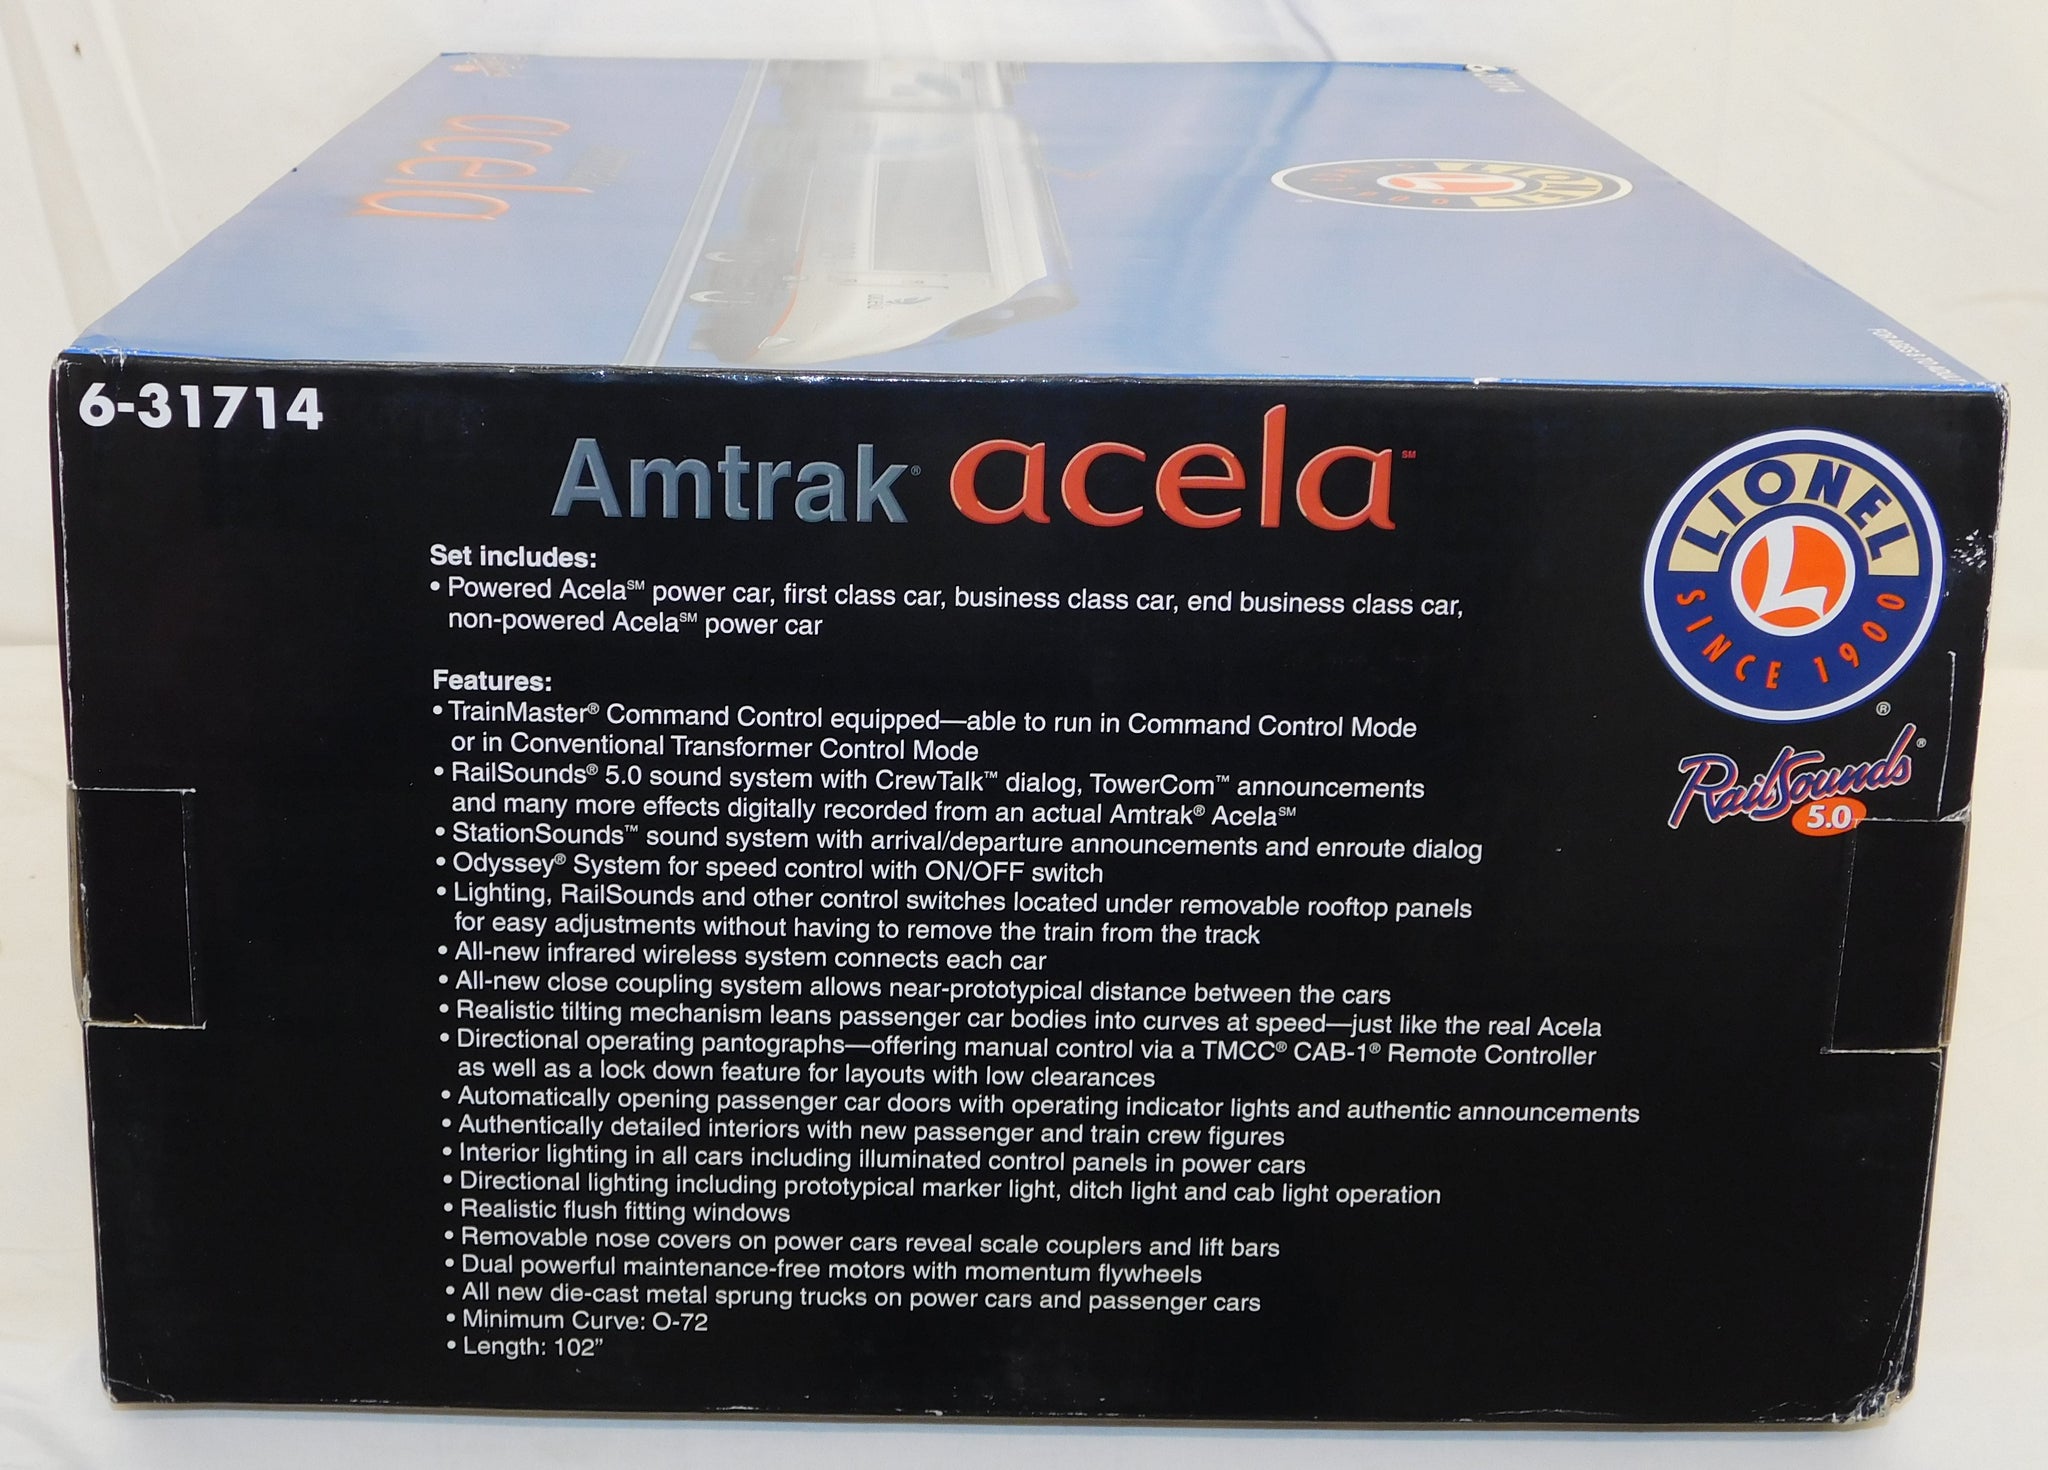 acela
LIONEL
6-31714
Amtrak® acela℠
LIONEL
SINCE 1900
®
RailSounds®
5.0
Set includes:
• Powered Acela℠ power car, first class car, business class car, end business class car,
non-powered Acela℠ power car
Features:
• TrainMaster® Command Control equipped—able to run in Command Control Mode
or in Conventional Transformer Control Mode
• RailSounds® 5.0 sound system with CrewTalk™ dialog, TowerCom™ announcements
and many more effects digitally recorded from an actual Amtrak® Acela℠
• StationSounds™ sound system with arrival/departure announcements and enroute dialog
• Odyssey® System for speed control with ON/OFF switch
• Lighting, RailSounds and other control switches located under removable rooftop panels
for easy adjustments without having to remove the train from the track
• All-new infrared wireless system connects each car
• All-new close coupling system allows near-prototypical distance between the cars
• Realistic tilting mechanism leans passenger car bodies into curves at speed—just like the real Acela
• Directional operating pantographs—offering manual control via a TMCC® CAB-1® Remote Controller
as well as a lock down feature for layouts with low clearances
• Automatically opening passenger car doors with operating indicator lights and authentic announcements
• Authentically detailed interiors with new passenger and train crew figures
• Interior lighting in all cars including illuminated control panels in power cars
• Directional lighting including prototypical marker light, ditch light and cab light operation
• Realistic flush fitting windows
• Removable nose covers on power cars reveal scale couplers and lift bars
• Dual powerful maintenance-free motors with momentum flywheels
• All new die-cast metal sprung trucks on power cars and passenger cars
• Minimum Curve: O-72
• Length: 102”